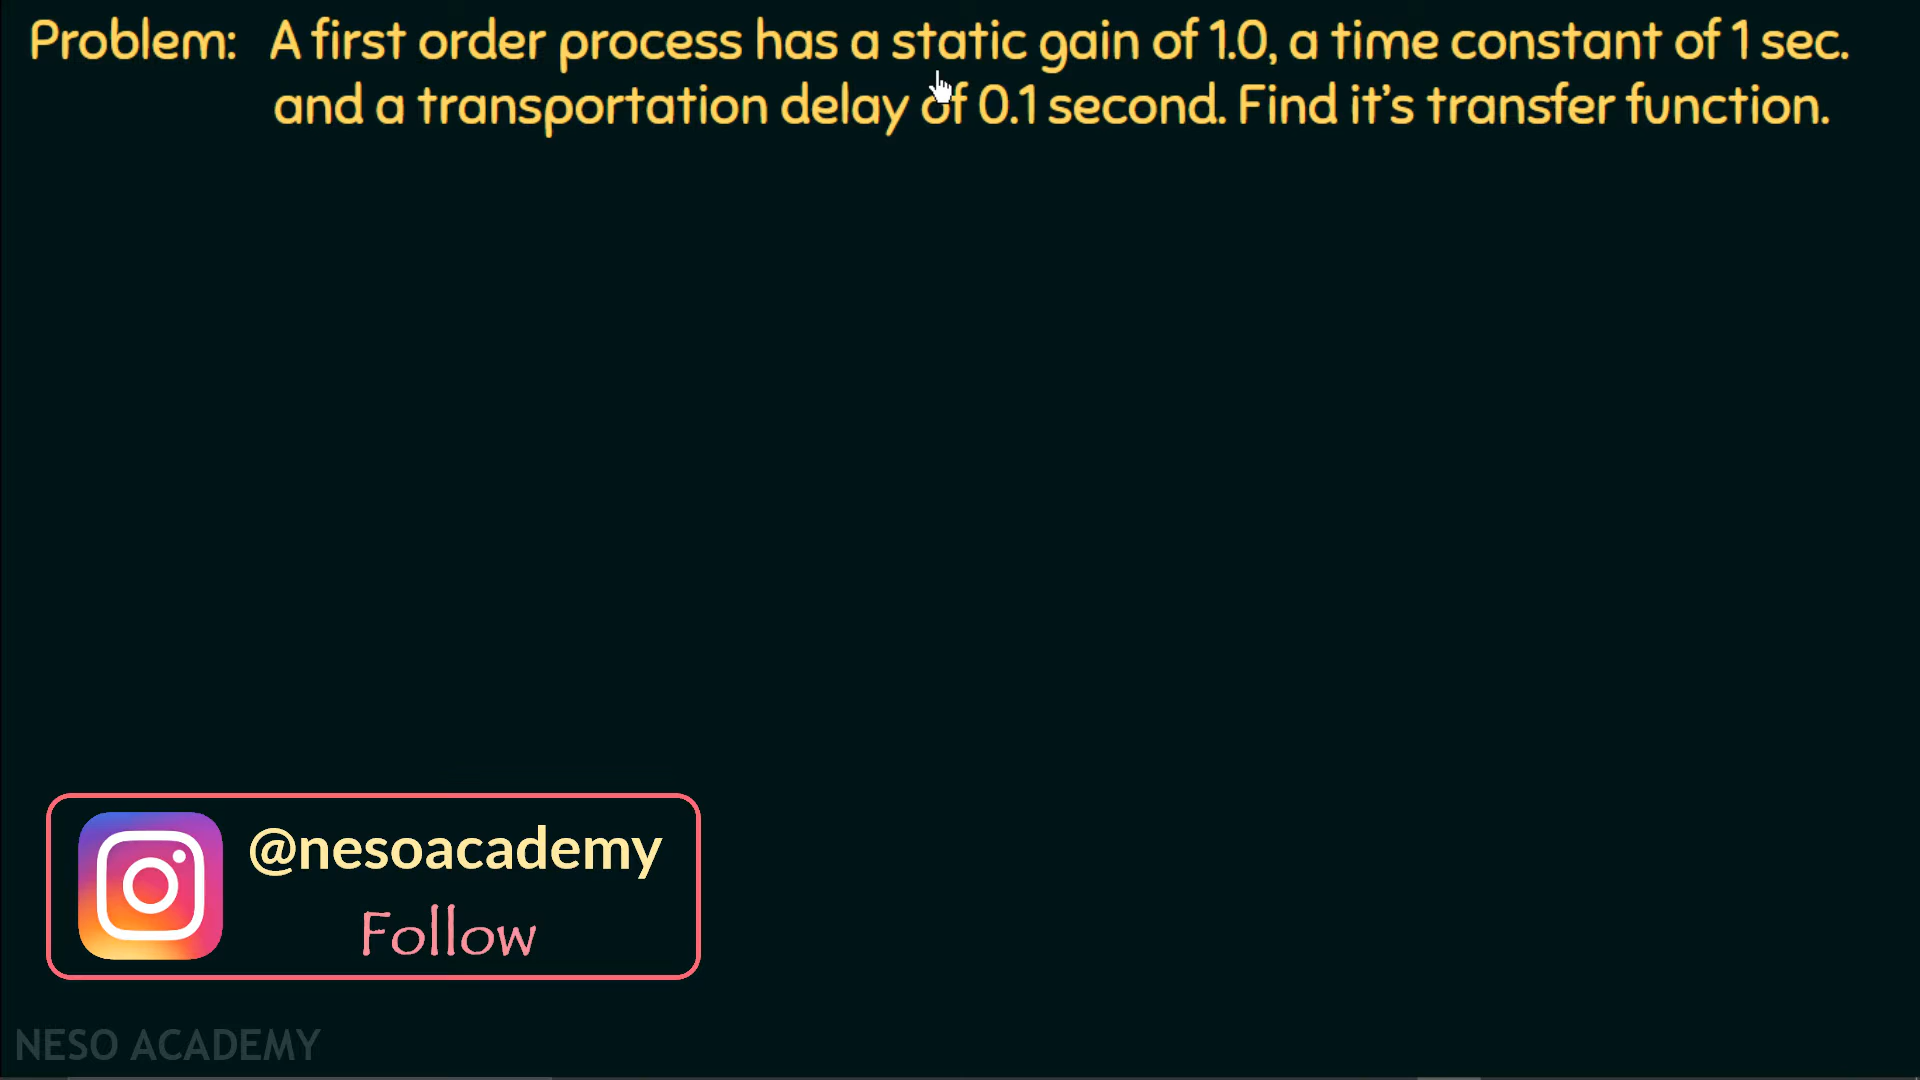 Problem: A first order process has a static gain of 1.0, a time constant of 1 sec.
and a transportation delay of 0.1 second. Find it's transfer function.
@nesoacademy
Follow
NESO ACADEMY